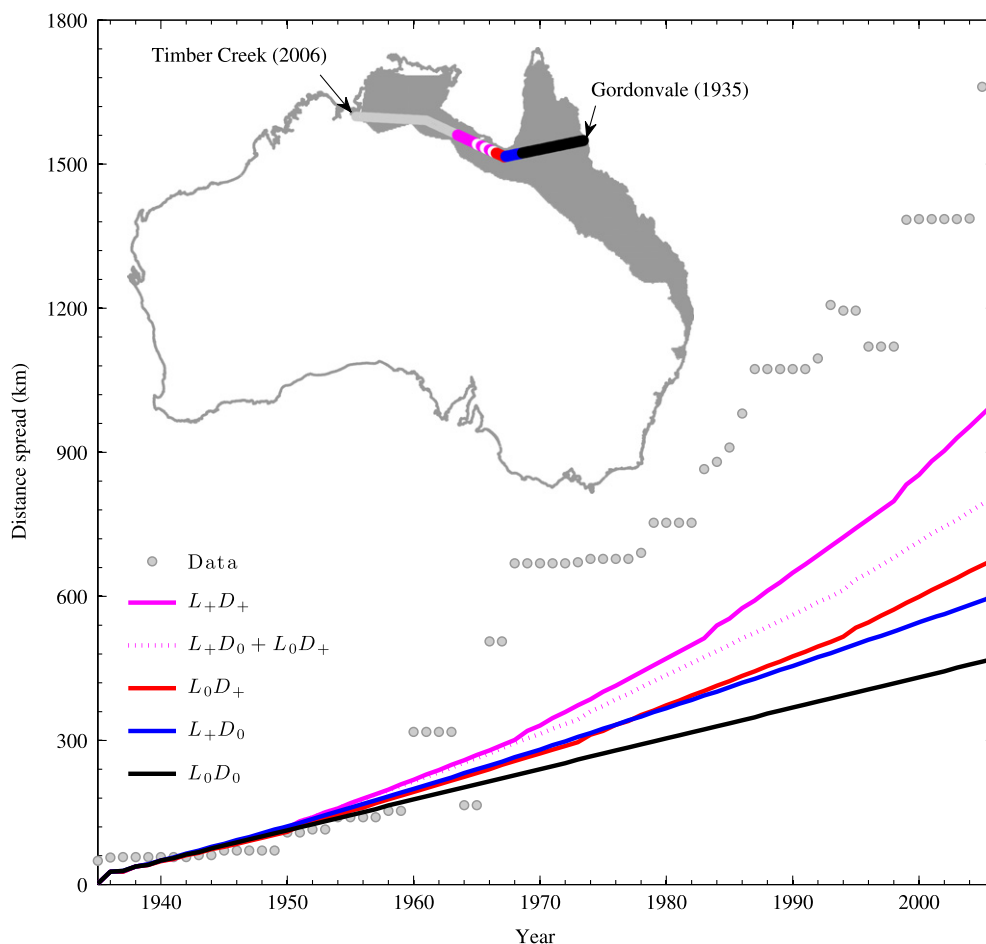 1800
Timber Creek (2006)
Gordonvale (1935)
1500
1200
900
600
300
0
Distance spread (km)
Data
L₊D₊
L₊D₀ + L₀D₊
L₀D₊
L₊D₀
L₀D₀
1940 1950 1960 1970 1980 1990 2000
Year